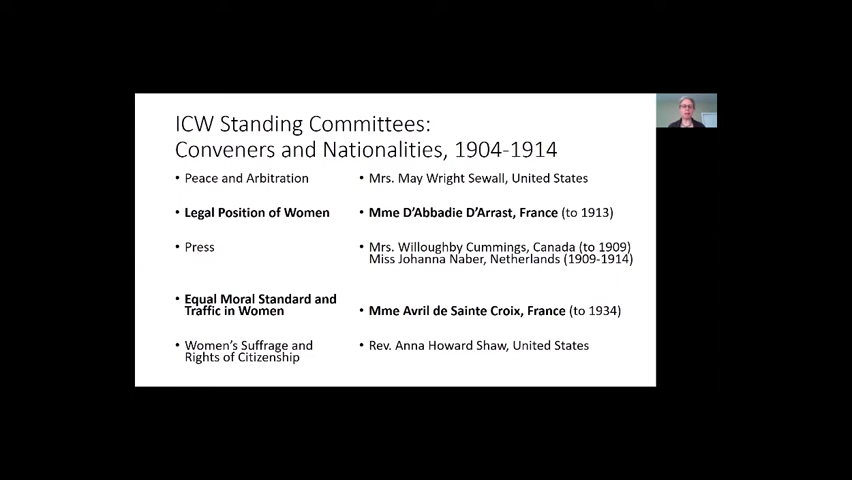 ICW Standing Committees:
Conveners and Nationalities, 1904-1914
• Peace and Arbitration
• Mrs. May Wright Sewall, United States
• Legal Position of Women
• Mme D’Abbadie D’Arrast, France (to 1913)
• Press
• Mrs. Willoughby Cummings, Canada (to 1909)
Miss Johanna Naber, Netherlands (1909-1914)
• Equal Moral Standard and
Traffic in Women
• Mme Avril de Sainte Croix, France (to 1934)
• Women’s Suffrage and
Rights of Citizenship
• Rev. Anna Howard Shaw, United States